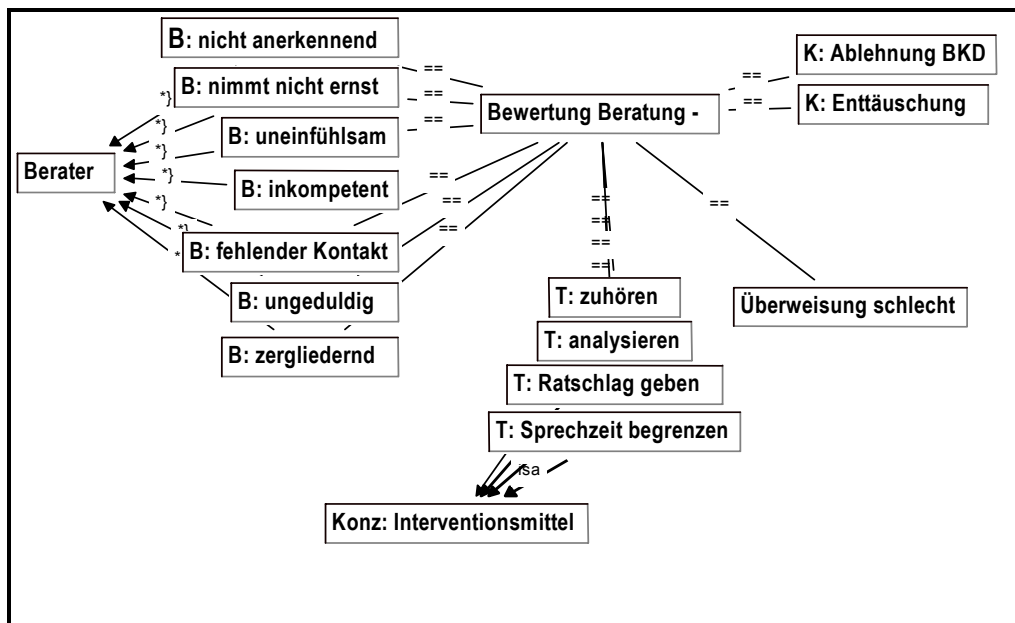 B: nicht anerkennend
K: Ablehnung BKD
==
==
B: nimmt nicht ernst
*}
==
Bewertung Beratung -
==
K: Enttäuschung
*}
B: uneinfühlsam
==
*}
Berater
*}
B: inkompetent
==
*}
==
==
==
*}
B: fehlender Kontakt
==
==
*
==
==
B: ungeduldig
T: zuhören
Überweisung schlecht
B: zergliedernd
T: analysieren
T: Ratschlag geben
T: Sprechzeit begrenzen
isa
Konz: Interventionsmittel